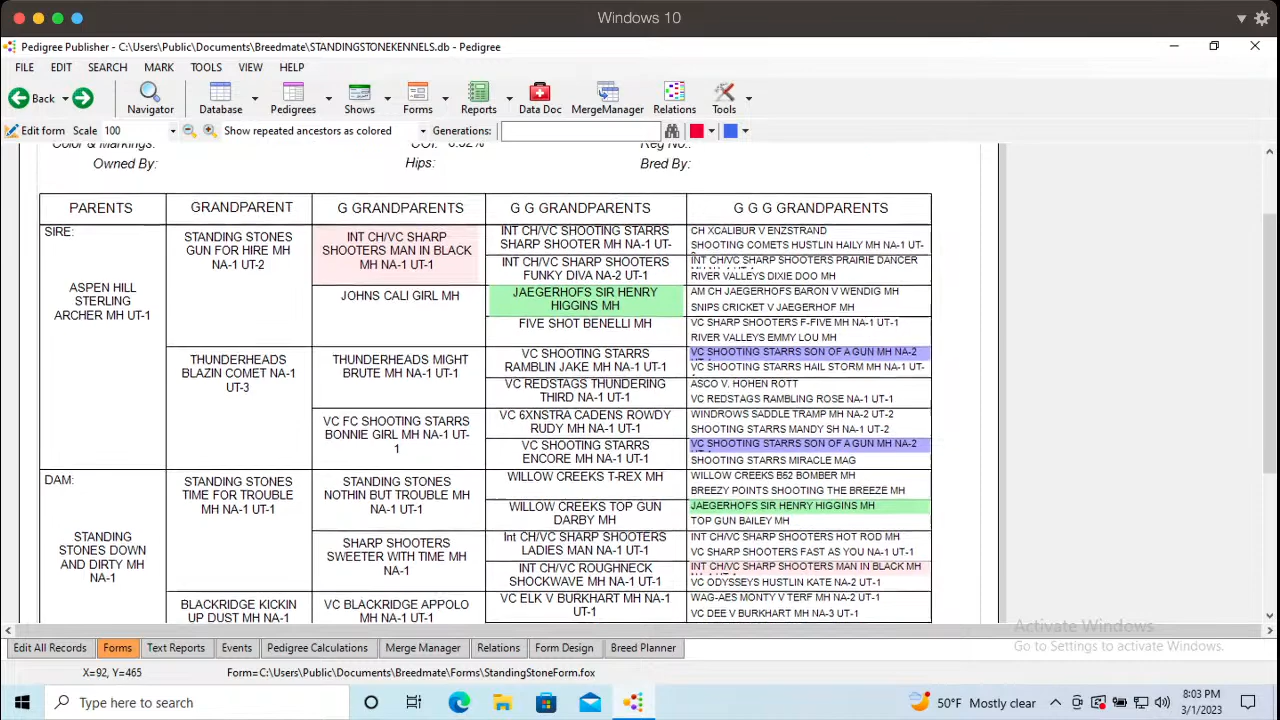 Windows 10
Pedigree Publisher - C:\Users\Public\Documents\Breedmate\STANDINGSTONEKENNELS.db - Pedigree
FILE EDIT SEARCH MARK TOOLS VIEW HELP
Back Navigator Database Pedigrees Shows Forms Reports Data Doc MergeManager Relations Tools
Edit form Scale 100 Show repeated ancestors as colored Generations:
Color & Markings: COI: 6.52% Reg No.:
Owned By: Hips: Bred By:
PARENTS GRANDPARENT G GRANDPARENTS G G GRANDPARENTS G G G GRANDPARENTS
SIRE:
ASPEN HILL
STERLING
ARCHER MH UT-1
STANDING STONES
GUN FOR HIRE MH
NA-1 UT-2
THUNDERHEADS
BLAZIN COMET NA-1
UT-3
INT CH/VC SHARP
SHOOTERS MAN IN BLACK
MH NA-1 UT-1
JOHNS CALI GIRL MH
THUNDERHEADS MIGHT
BRUTE MH NA-1 UT-1
VC FC SHOOTING STARRS
BONNIE GIRL MH NA-1 UT-
1
INT CH/VC SHOOTING STARRS
SHARP SHOOTER MH NA-1 UT-
INT CH/VC SHARP SHOOTERS
FUNKY DIVA NA-2 UT-1
JAEGERHOFS SIR HENRY
HIGGINS MH
FIVE SHOT BENELLI MH
VC SHOOTING STARRS
RAMBLIN JAKE MH NA-1 UT-1
VC REDSTAGS THUNDERING
THIRD NA-1 UT-1
VC 6XNSTRA CADENS ROWDY
RUDY MH NA-1 UT-1
VC SHOOTING STARRS
ENCORE MH NA-1 UT-1
CH XCALIBUR V ENZSTRAND
SHOOTING COMETS HUSTLIN HAILY MH NA-1 UT-
INT CH/VC SHARP SHOOTERS PRAIRIE DANCER
RIVER VALLEYS DIXIE DOO MH
AM CH JAEGERHOFS BARON V WENDIG MH
SNIPS CRICKET V JAEGERHOF MH
VC SHARP SHOOTERS F-FIVE MH NA-1 UT-1
RIVER VALLEYS EMMY LOU MH
VC SHOOTING STARRS SON OF A GUN MH NA-2
VC SHOOTING STARRS HAIL STORM MH NA-1 UT-
ASCO V. HOHEN ROTT
VC REDSTAGS RAMBLING ROSE NA-1 UT-1
WINDROWS SADDLE TRAMP MH NA-2 UT-2
SHOOTING STARRS MANDY SH NA-1 UT-2
VC SHOOTING STARRS SON OF A GUN MH NA-2
SHOOTING STARRS MIRACLE MAG
DAM:
STANDING
STONES DOWN
AND DIRTY MH
NA-1
STANDING STONES
TIME FOR TROUBLE
MH NA-1 UT-1
BLACKRIDGE KICKIN
UP DUST MH NA-1
STANDING STONES
NOTHIN BUT TROUBLE MH
NA-1 UT-1
SHARP SHOOTERS
SWEETER WITH TIME MH
NA-1
VC BLACKRIDGE APPOLO
MH NA-1 UT-1
WILLOW CREEKS T-REX MH
WILLOW CREEKS TOP GUN
DARBY MH
Int CH/VC SHARP SHOOTERS
LADIES MAN NA-1 UT-1
INT CH/VC ROUGHNECK
SHOCKWAVE MH NA-1 UT-1
VC ELK V BURKHART MH NA-1
UT-1
WILLOW CREEKS B52 BOMBER MH
BREEZY POINTS SHOOTING THE BREEZE MH
JAEGERHOFS SIR HENRY HIGGINS MH
TOP GUN BAILEY MH
INT CH/VC SHARP SHOOTERS HOT ROD MH
VC SHARP SHOOTERS FAST AS YOU NA-1 UT-1
INT CH/VC SHARP SHOOTERS MAN IN BLACK MH
VC ODYSSEYS HUSTLIN KATE NA-2 UT-1
WAG-AES MONTY V TERF MH NA-2 UT-1
VC DEE V BURKHART MH NA-3 UT-1
Activate Windows
Go to Settings to activate Windows.
Edit All Records Forms Text Reports Events Pedigree Calculations Merge Manager Relations Form Design Breed Planner
X=92, Y=465 Form=C:\Users\Public\Documents\Breedmate\Forms\StandingStoneForm.fox
Type here to search
50°F Mostly clear
8:03 PM
3/1/2023